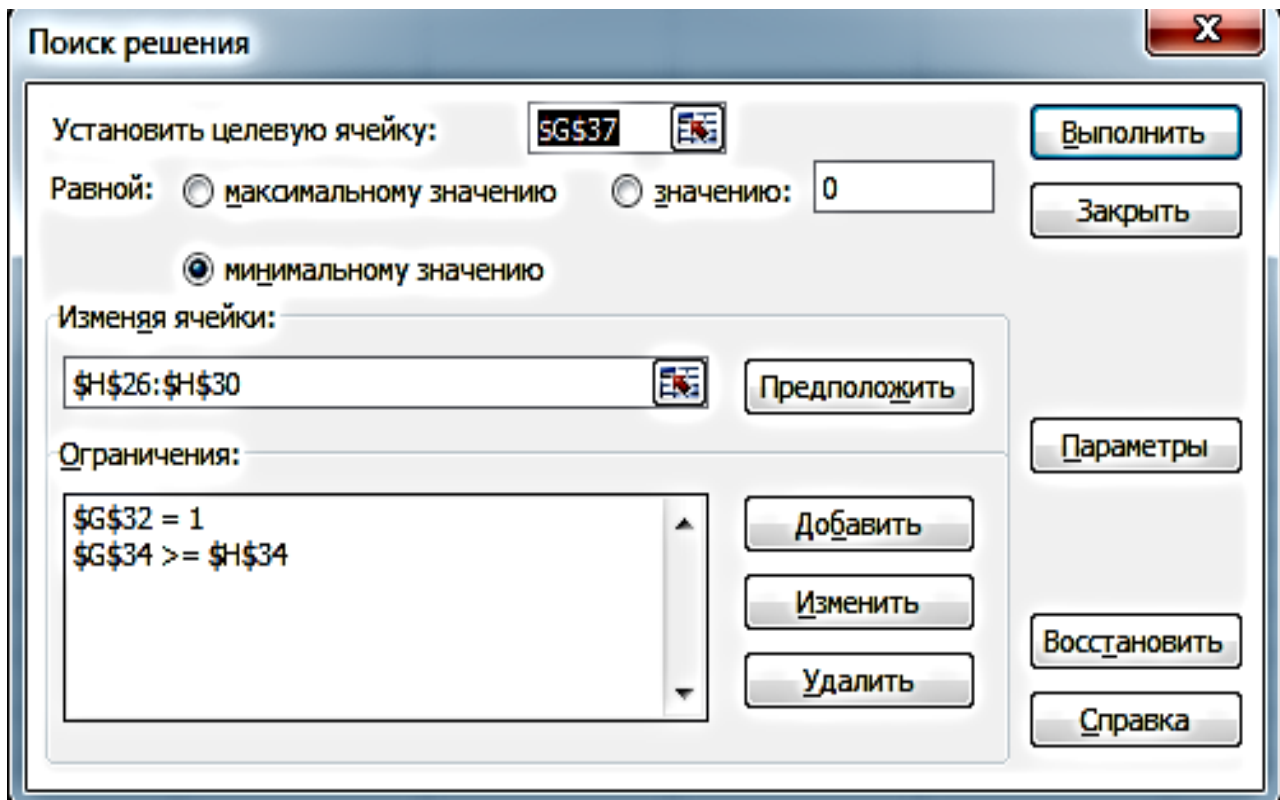 Поиск решения
X
Установить целевую ячейку: $G$37
Выполнить
Равной: максимальному значению значению: 0
Закрыть
минимальному значению
Изменяя ячейки:
$H$26:$H$30
Предположить
Параметры
Ограничения:
$G$32 = 1
$G$34 >= $H$34
Добавить
Изменить
Удалить
Восстановить
Справка